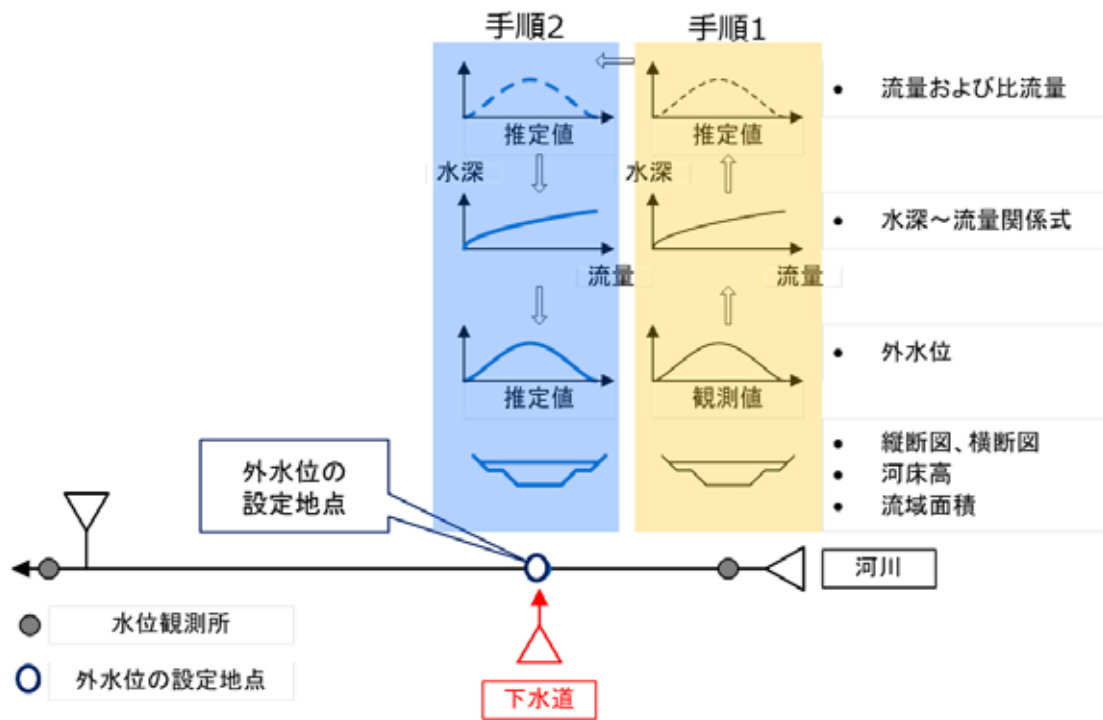 手順2
手順1
推定値
推定値
• 流量および比流量
水深
水深
• 水深～流量関係式
流量
流量
推定値
観測値
• 外水位
• 縦断図、横断図
• 河床高
• 流域面積
外水位の
設定地点
河川
水位観測所
外水位の設定地点
下水道